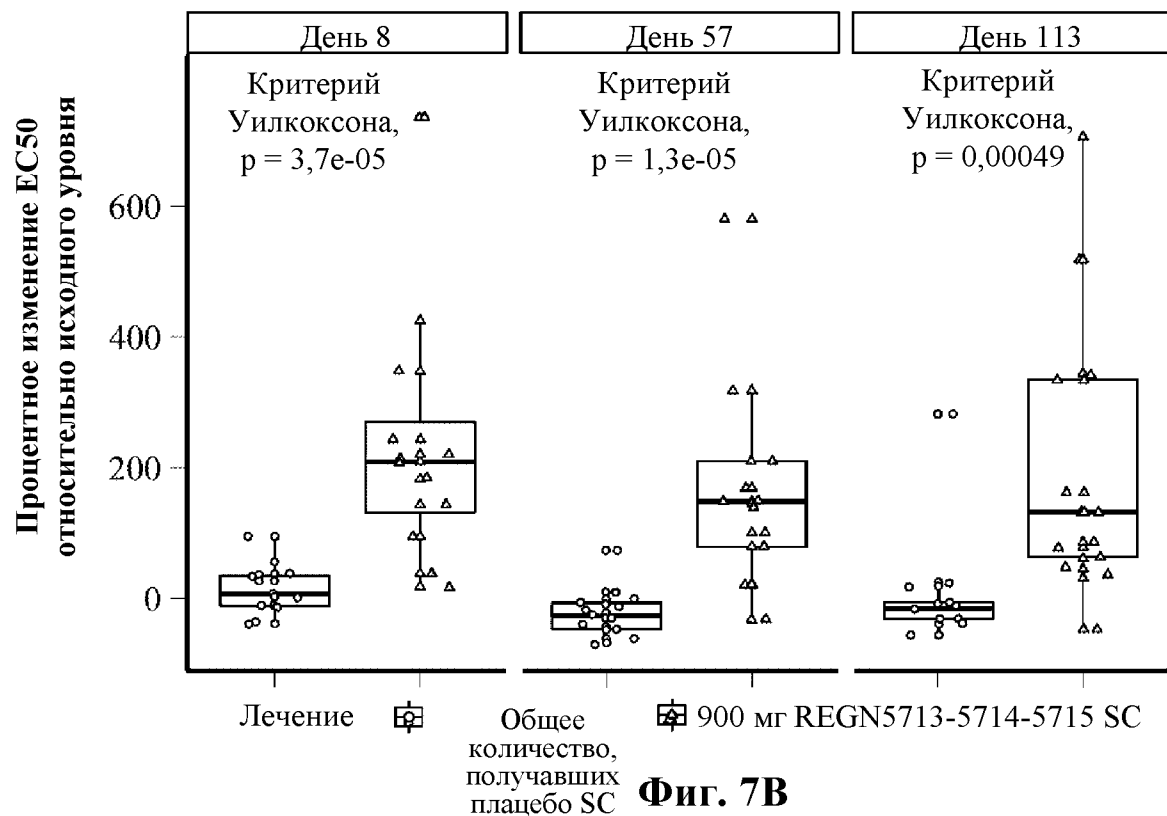 День 8
День 57
День 113
Критерий
Уилкоксона,
p = 3,7e-05
Критерий
Уилкоксона,
p = 1,3e-05
Критерий
Уилкоксона,
p = 0,00049
Процентное изменение EC50
относительно исходного уровня
600
400
200
0
Лечение
Общее
количество,
получавших
плацебо SC
900 мг REGN5713-5714-5715 SC
Фиг. 7B